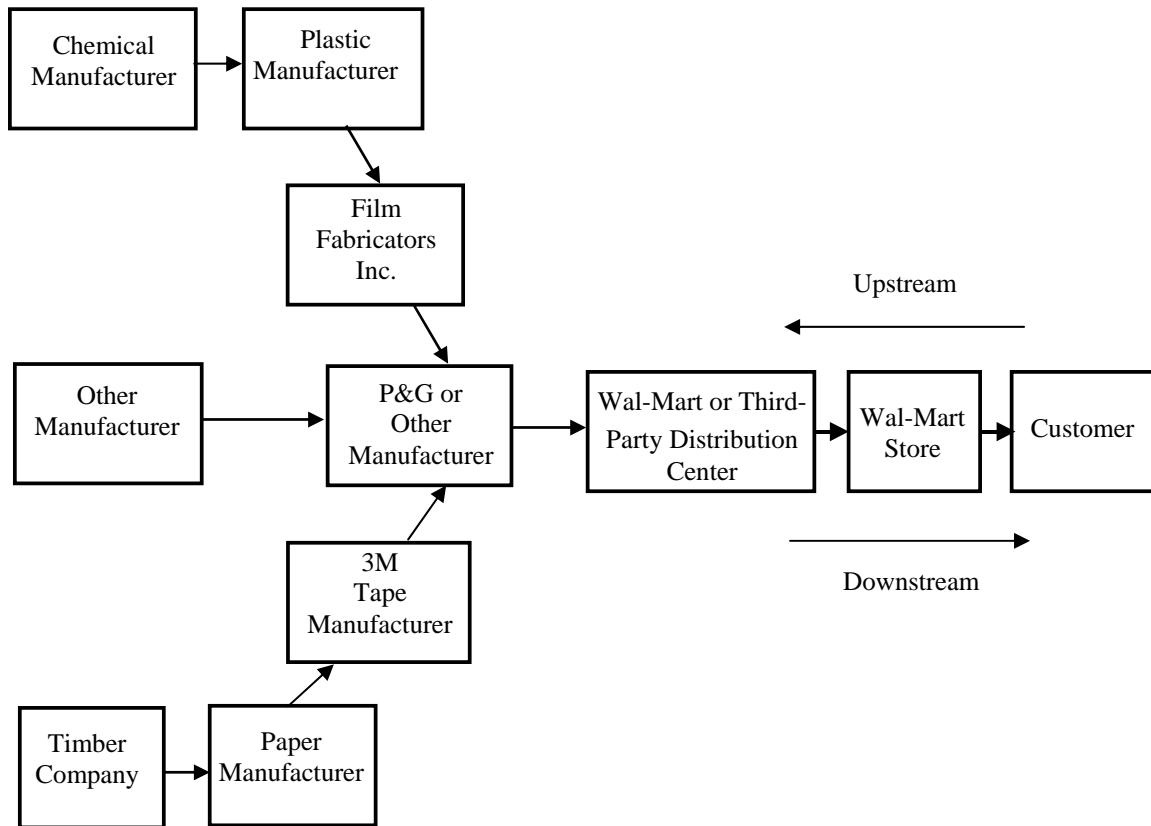 Chemical
Manufacturer
Plastic
Manufacturer
Film
Fabricators
Inc.
Upstream
Other
Manufacturer
P&G or
Other
Manufacturer
Wal-Mart or Third-
Party Distribution
Center
Wal-Mart
Store
Customer
3M
Tape
Manufacturer
Downstream
Timber
Company
Paper
Manufacturer